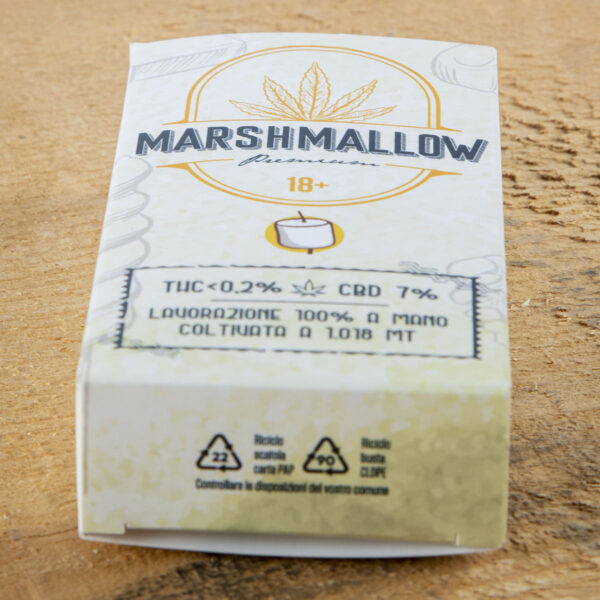 MARSHMALLOW
Premium
18+
THC<0.2% CBD 7%
LAVORAZIONE 100% A MANO
COLTIVATA A 1.018 MT
22
Riciclo
scatola
carta PAP
90
Riciclo
busta
CLDPE
Controllare le disposizioni del vostro comune